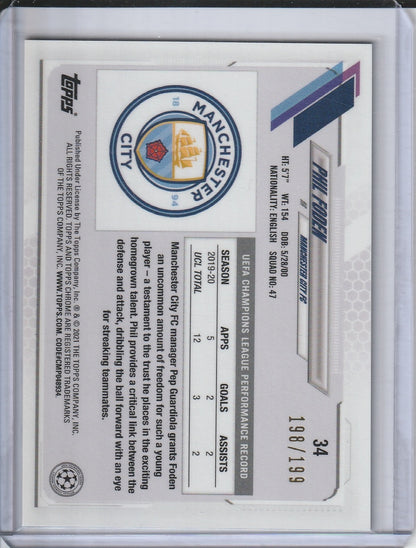 34
198/199
PHIL FODEN
MANCHESTER CITY FC
HT: 5'7" WT: 154 DOB: 5/28/00
NATIONALITY: ENGLISH SQUAD NO: 47
MANCHESTER
18 94
CITY
UEFA CHAMPIONS LEAGUE PERFORMANCE RECORD
SEASON APPS GOALS ASSISTS
2019-20 5 2 2
UCL TOTAL 12 3 2
Manchester City FC manager Pep Guardiola grants Foden
an uncommon amount of freedom for such a young
player – a testament to the trust he places in the exciting
homegrown talent. Phil provides a critical link between the
defense and attack, dribbling the ball forward with an eye
for streaking teammates.
topps®
Published Under License by The Topps Company, Inc. ® & © 2021 THE TOPPS COMPANY, INC.
ALL RIGHTS RESERVED. TOPPS AND TOPPS CHROME ARE REGISTERED TRADEMARKS
OF THE TOPPS COMPANY, INC. WWW.TOPPS.COM. CODE#CMP048934